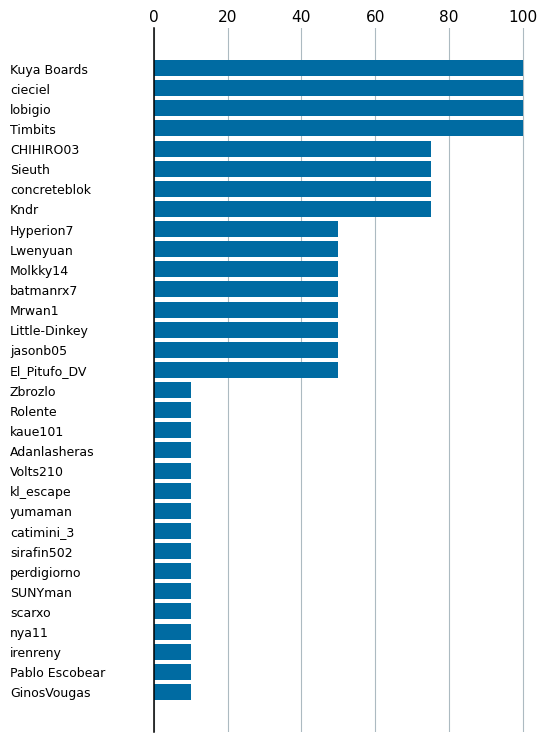 0 20 40 60 80 100
Kuya Boards
cieciel
lobigio
Timbits
CHIHIRO03
Sieuth
concreteblok
Kndr
Hyperion7
Lwenyuan
Molkky14
batmanrx7
Mrwan1
Little-Dinkey
jasonb05
El_Pitufo_DV
Zbrozlo
Rolente
kaue101
Adanlasheras
Volts210
kl_escape
yumaman
catimini_3
sirafin502
perdigiorno
SUNYman
scarxo
nya11
irenreny
Pablo Escobear
GinosVougas